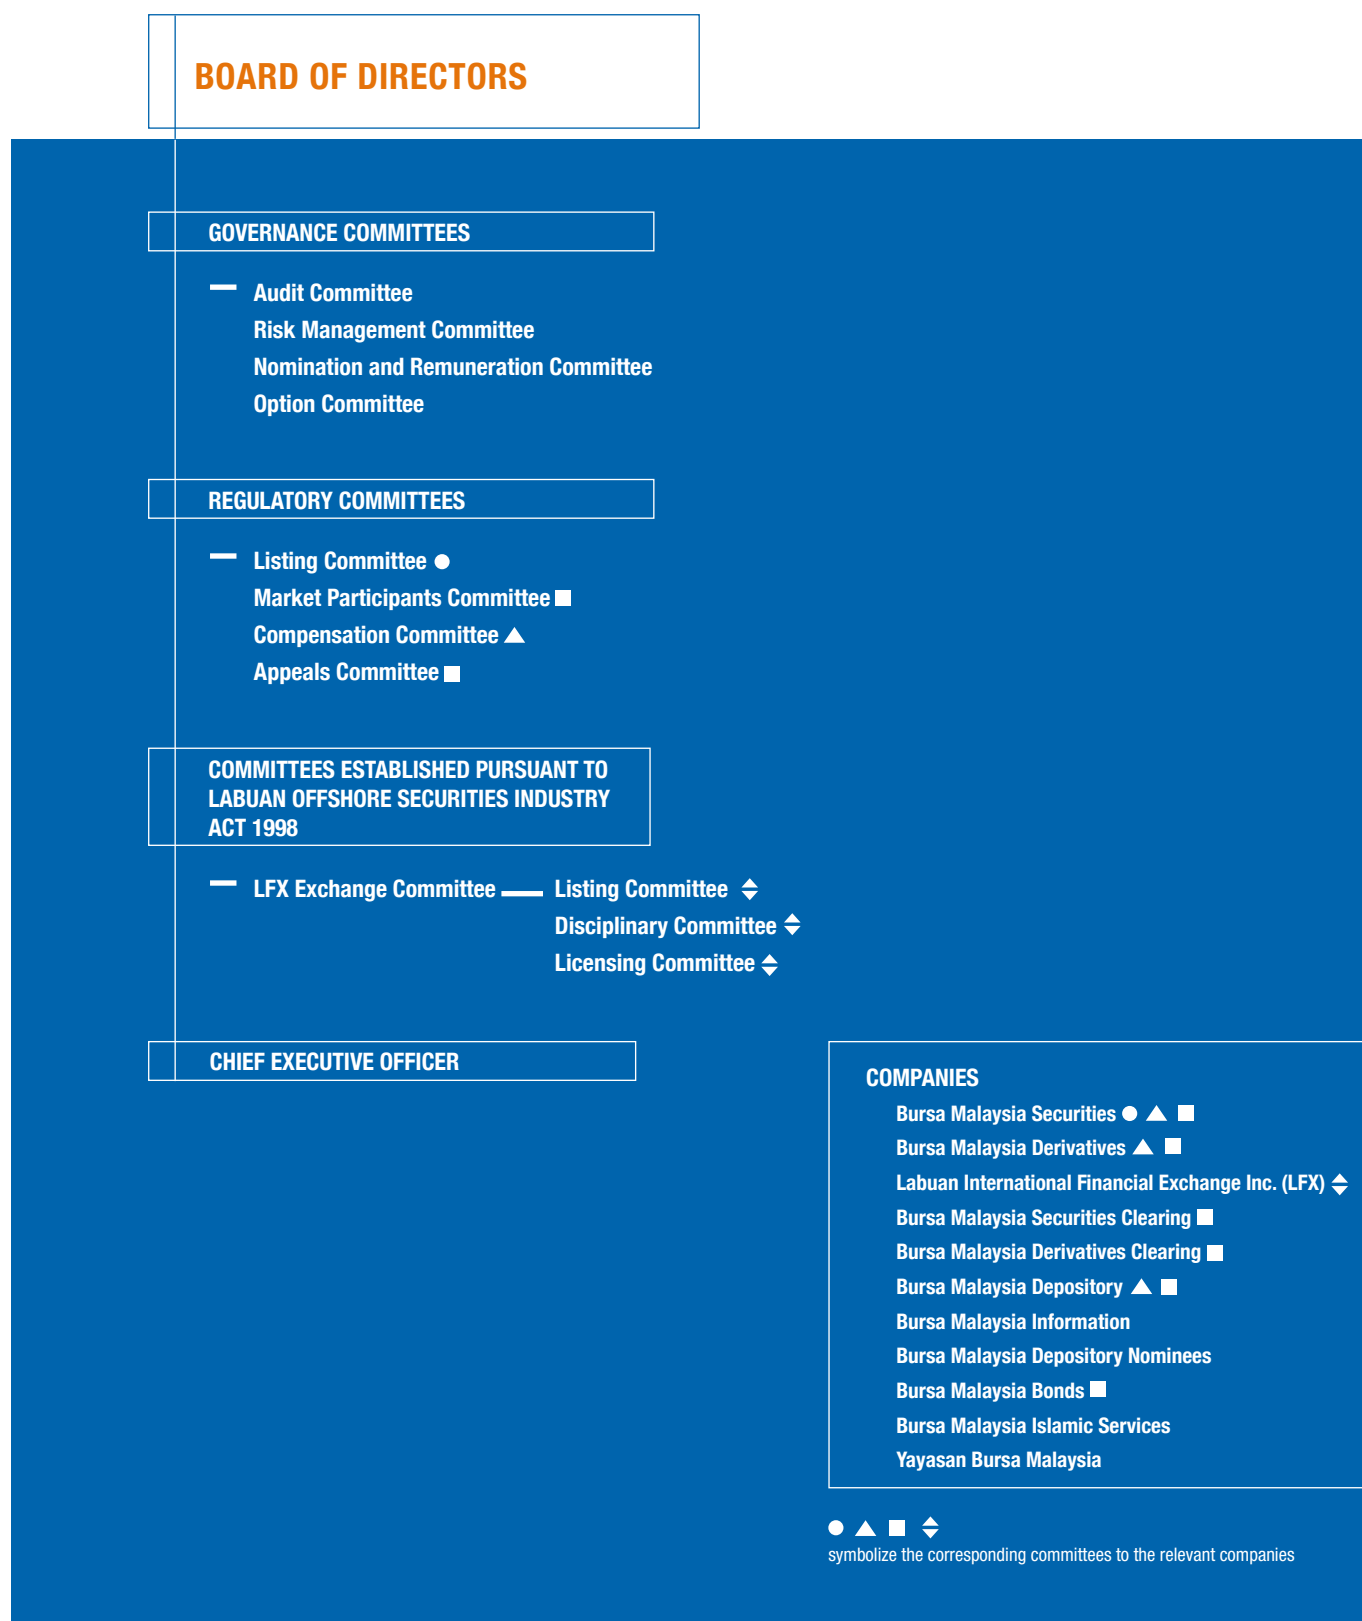 BOARD OF DIRECTORS
GOVERNANCE COMMITTEES
Audit Committee
Risk Management Committee
Nomination and Remuneration Committee
Option Committee
REGULATORY COMMITTEES
Listing Committee
Market Participants Committee
Compensation Committee
Appeals Committee
COMMITTEES ESTABLISHED PURSUANT TO
LABUAN OFFSHORE SECURITIES INDUSTRY
ACT 1998
LFX Exchange Committee
Listing Committee
Disciplinary Committee
Licensing Committee
CHIEF EXECUTIVE OFFICER
COMPANIES
Bursa Malaysia Securities
Bursa Malaysia Derivatives
Labuan International Financial Exchange Inc. (LFX)
Bursa Malaysia Securities Clearing
Bursa Malaysia Derivatives Clearing
Bursa Malaysia Depository
Bursa Malaysia Information
Bursa Malaysia Depository Nominees
Bursa Malaysia Bonds
Bursa Malaysia Islamic Services
Yayasan Bursa Malaysia
symbolize the corresponding committees to the relevant companies